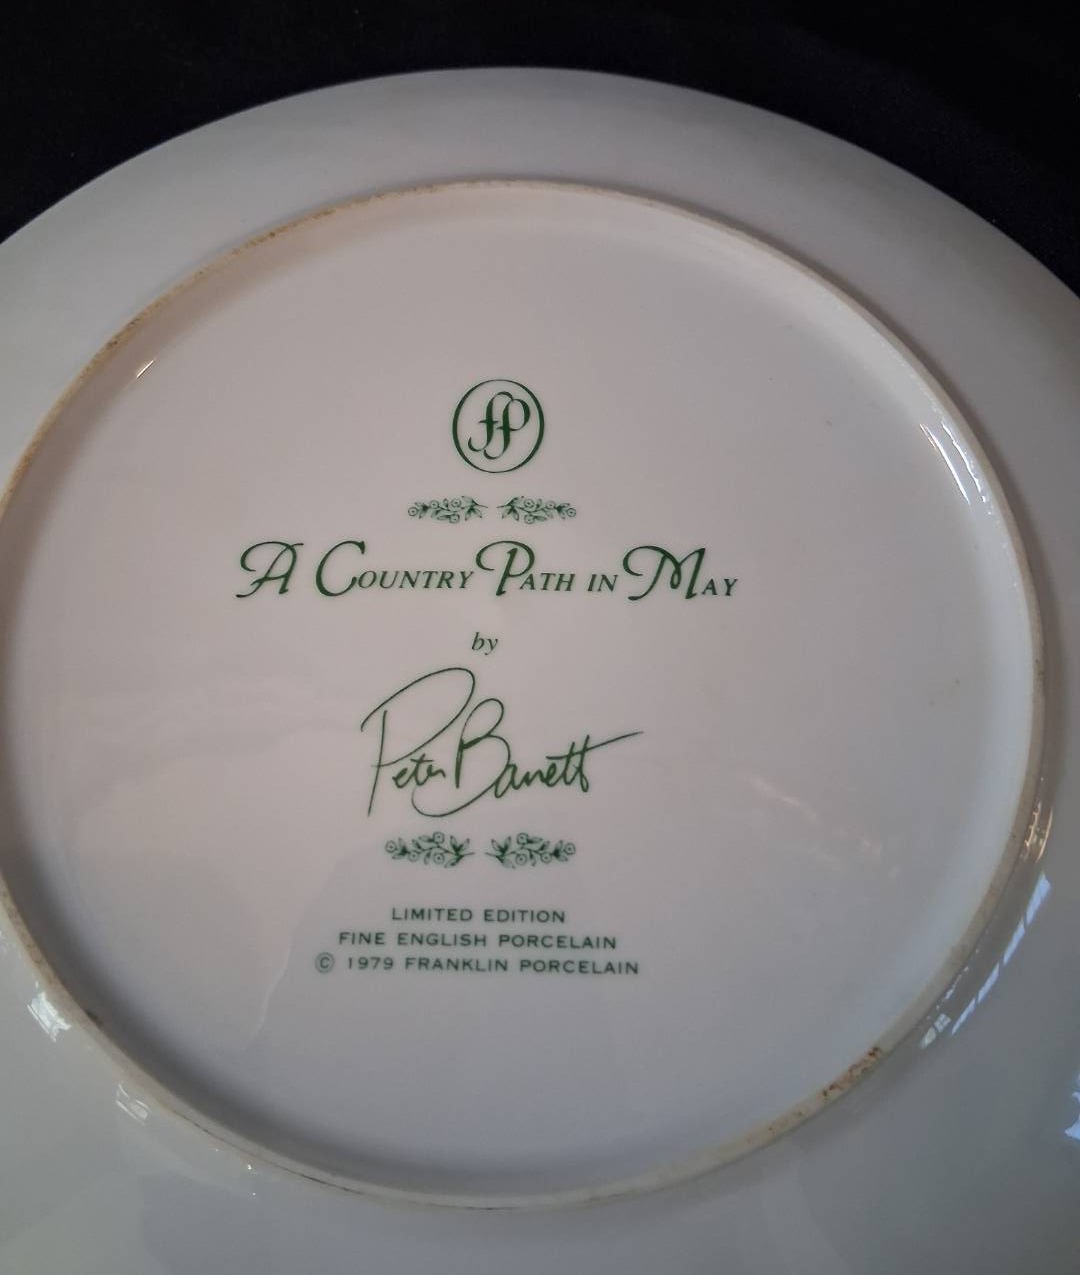 fP
A Country Path in May
by
Peter Barrett
LIMITED EDITION
FINE ENGLISH PORCELAIN
© 1979 FRANKLIN PORCELAIN